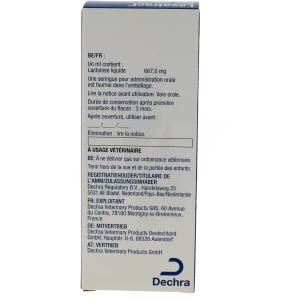 Laxatract
BE/FR :
Un ml contient :
Lactulose liquide 667,0 mg
Une seringue pour administration orale
est fournie dans l'emballage.
Lire la notice avant utilisation. Voie orale.
Durée de conservation après première
ouverture du flacon : 3 mois.
Après ouverture, utiliser avant :
___/___/___
Élimination : lire la notice.
À USAGE VÉTÉRINAIRE
BE: À ne délivrer que sur ordonnance vétérinaire.
Tenir hors de la vue et de la portée des enfants.
REGISTRATIEHOUDER/TITULAIRE DE
L'AMM/ZULASSUNGSINHABER
Dechra Regulatory B.V., Handelsweg 25
5531 AE Bladel, Nederland/Pays-Bas/Niederlande
FR: EXPLOITANT
Dechra Veterinary Products SAS, 60 Avenue
du Centre, 78180 Montigny-le-Bretonneux,
France
DE: MITVERTRIEB
Dechra Veterinary Products Deutschland
GmbH, Hauptstr. 6-8, 88326 Aulendorf
AT: VERTRIEB
Dechra Veterinary Products GmbH
Dechra